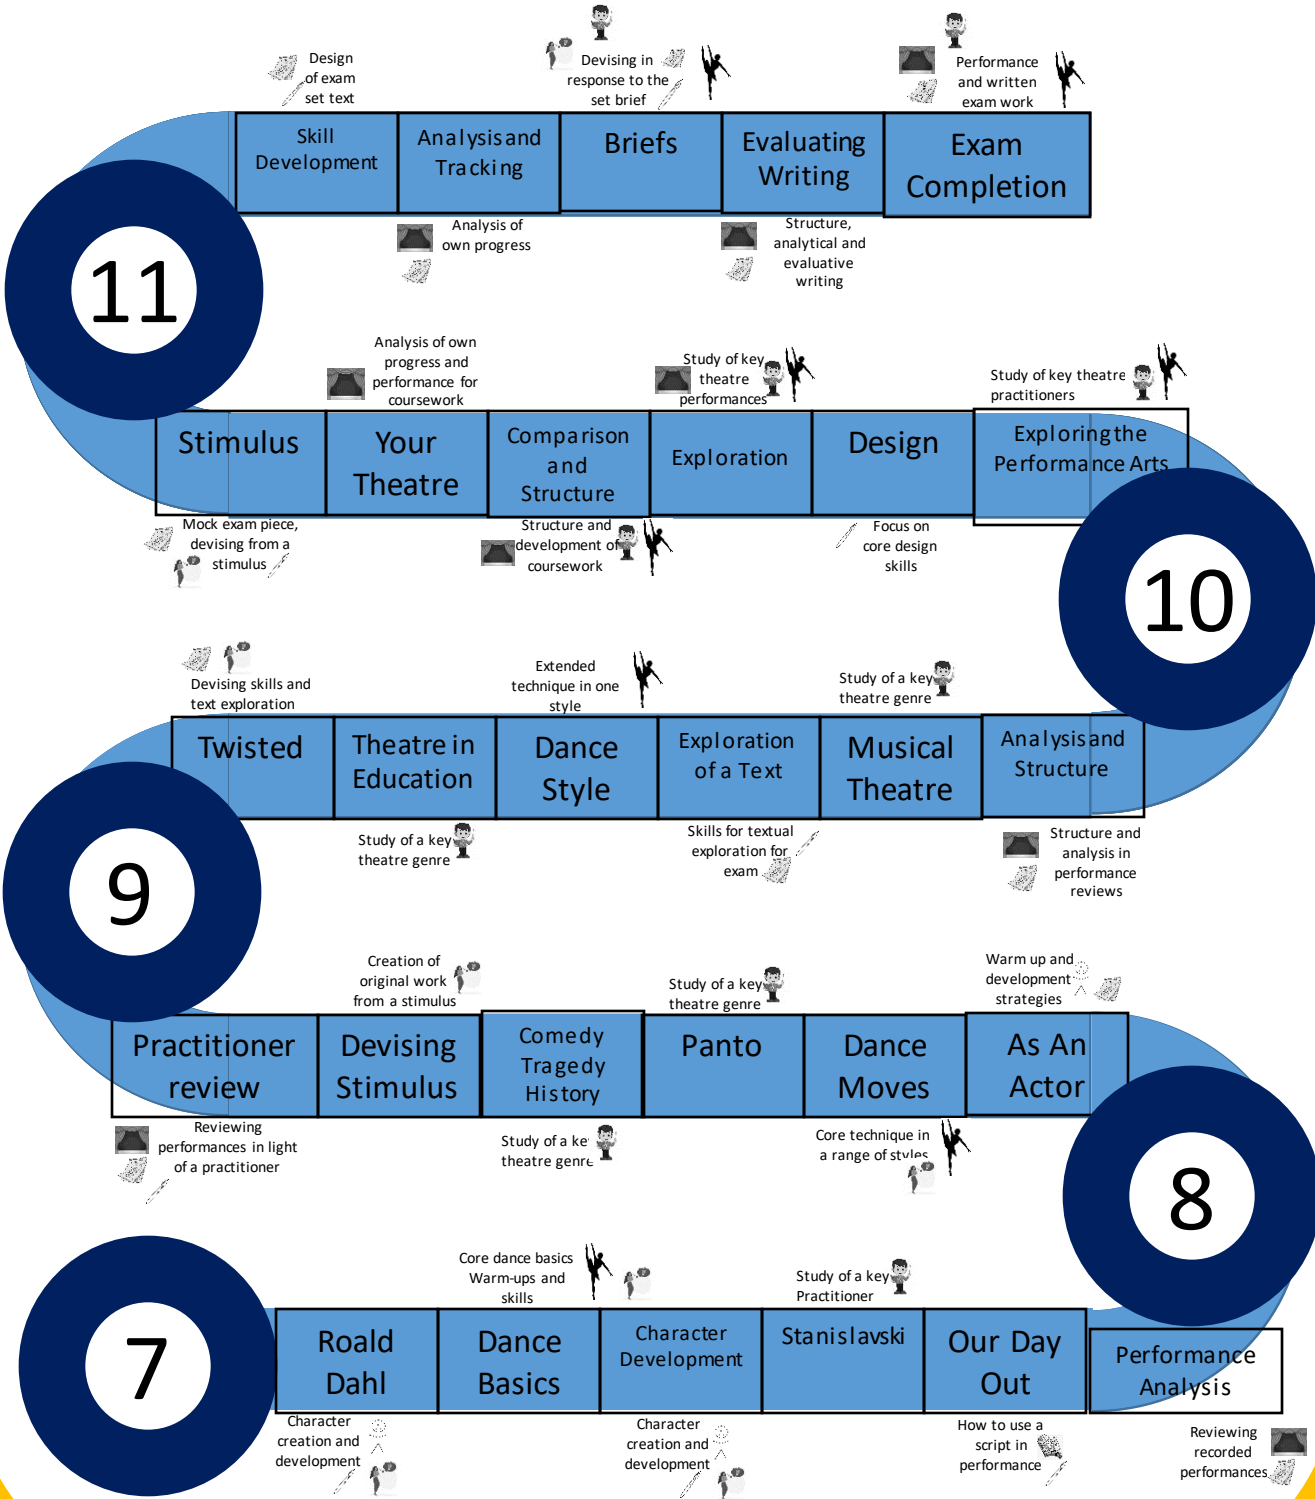 Design
of exam
set text
Devising in
response to the
set brief
Performance
and written
exam work
Skill
Development
Analysis and
Tracking
Briefs
Evaluating
Writing
Exam
Completion
Analysis of
own progress
Structure,
analytical and
evaluative
writing
11
Analysis of own
progress and
performance for
coursework
Study of key
theatre
performances
Study of key theatre
practitioners
Stimulus
Your
Theatre
Comparison
and
Structure
Exploration
Design
Exploring the
Performance Arts
Mock exam piece,
devising from a
stimulus
Structure and
development of
coursework
Focus on
core design
skills
10
Devising skills and
text exploration
Extended
technique in one
style
Study of a key
theatre genre
Twisted
Theatre in
Education
Dance
Style
Exploration
of a Text
Musical
Theatre
Analysis and
Structure
Study of a key
theatre genre
Skills for textual
exploration for
exam
Structure and
analysis in
performance
reviews
9
Creation of
original work
from a stimulus
Study of a key
theatre genre
Warm up and
development
strategies
Practitioner
review
Devising
Stimulus
Comedy
Tragedy
History
Panto
Dance
Moves
As An
Actor
Reviewing
performances in light
of a practitioner
Study of a ke
theatre genre
Core technique in
a range of styles
8
Core dance basics
Warm-ups and
skills
Study of a key
Practitioner
7
Roald
Dahl
Dance
Basics
Character
Development
Stanislavski
Our Day
Out
Performance
Analysis
Character
creation and
development
Character
creation and
development
How to use a
script in
performance
Reviewing
recorded
performances